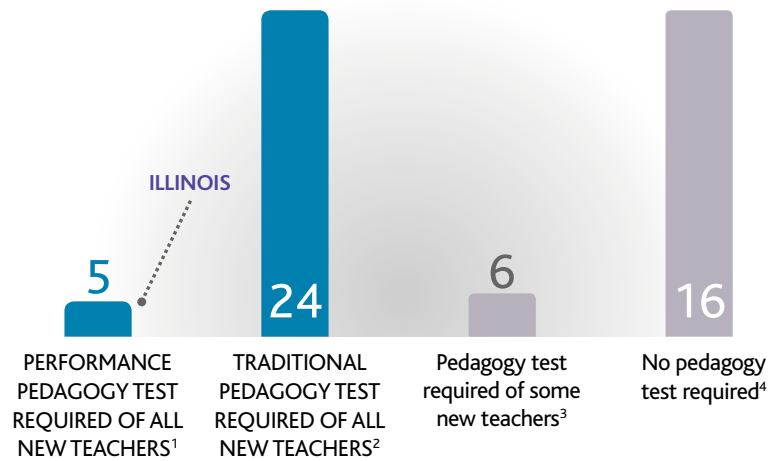 ILLINOIS
5
24
6
16
PERFORMANCE
PEDAGOGY TEST
REQUIRED OF ALL
NEW TEACHERS¹
TRADITIONAL
PEDAGOGY TEST
REQUIRED OF ALL
NEW TEACHERS²
Pedagogy test
required of some
new teachers³
No pedagogy
test required⁴